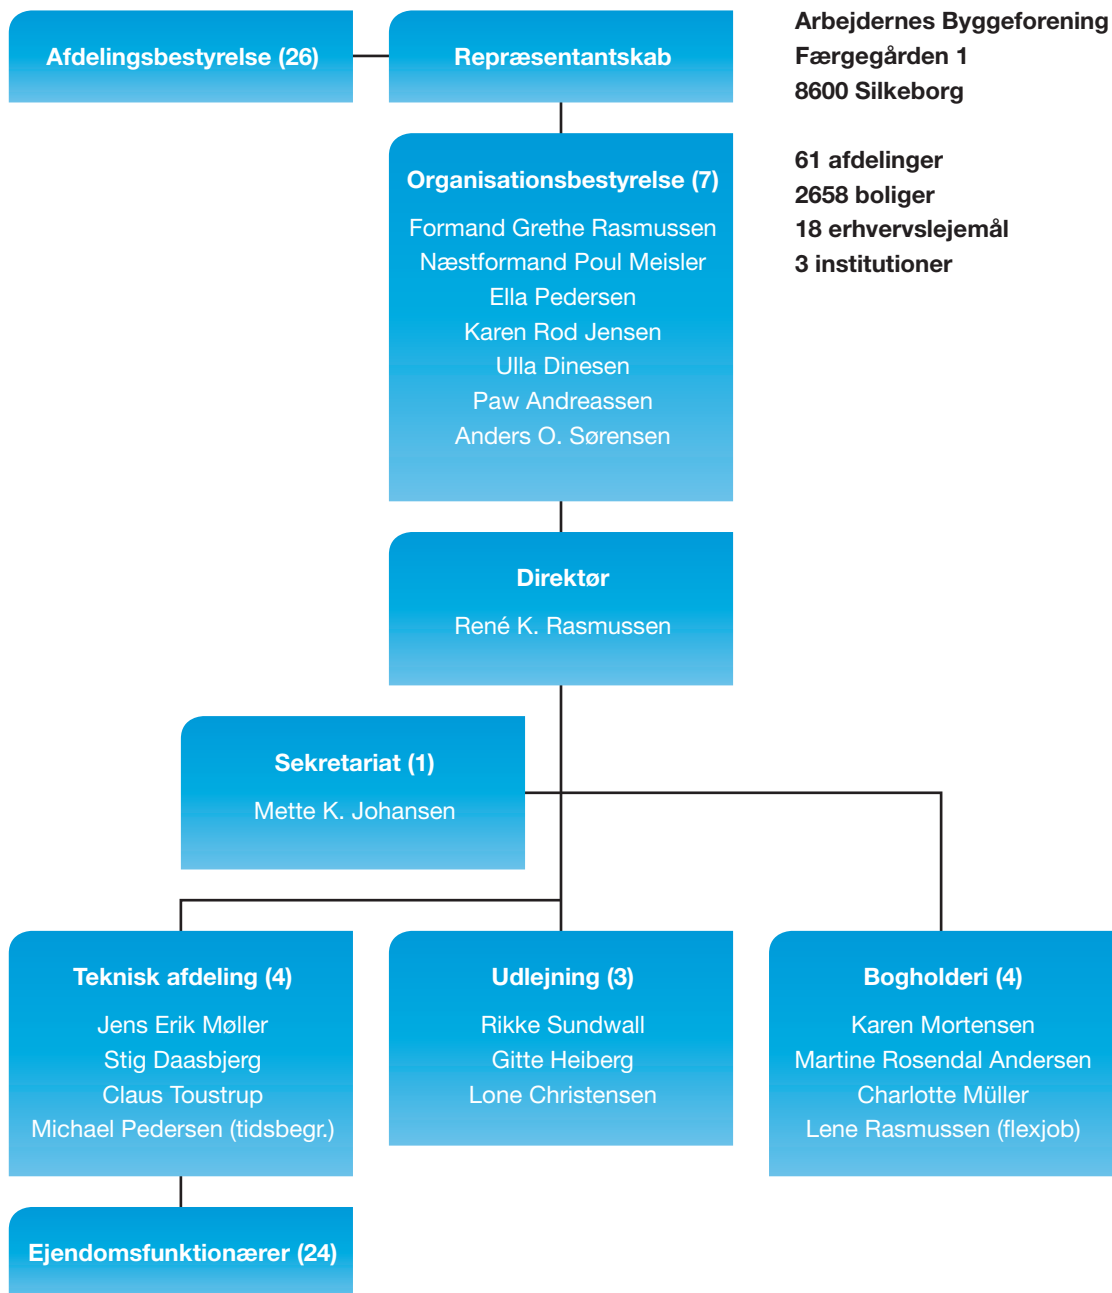 Afdelingsbestyrelse (26)
Repræsentantskab
Arbejdernes Byggeforening
Færgegården 1
8600 Silkeborg
61 afdelinger
2658 boliger
18 erhvervslejemål
3 institutioner
Organisationsbestyrelse (7)
Formand Grethe Rasmussen
Næstformand Poul Meisler
Ella Pedersen
Karen Rod Jensen
Ulla Dinesen
Paw Andreassen
Anders O. Sørensen
Direktør
René K. Rasmussen
Sekretariat (1)
Mette K. Johansen
Teknisk afdeling (4)
Jens Erik Møller
Stig Daasbjerg
Claus Toustrup
Michael Pedersen (tidsbegr.)
Udlejning (3)
Rikke Sundwall
Gitte Heiberg
Lone Christensen
Bogholderi (4)
Karen Mortensen
Martine Rosendal Andersen
Charlotte Müller
Lene Rasmussen (flexjob)
Ejendomsfunktionærer (24)